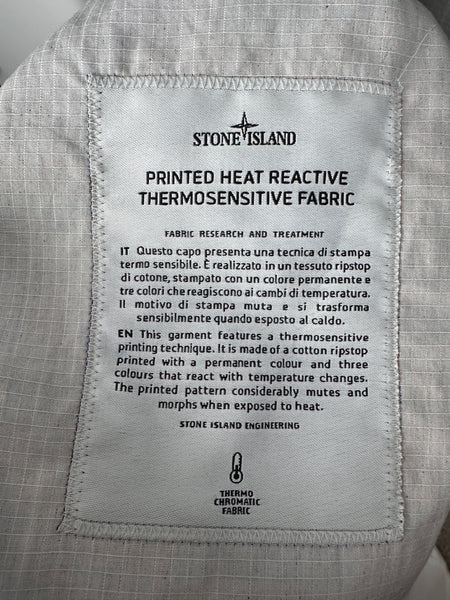 STONE ISLAND
PRINTED HEAT REACTIVE
THERMOSENSITIVE FABRIC
FABRIC RESEARCH AND TREATMENT
IT Questo capo presenta una tecnica di stampa
termo sensibile. È realizzato in un tessuto ripstop
di cotone, stampato con un colore permanente e
tre colori che reagiscono ai cambi di temperatura.
Il motivo di stampa muta e si trasforma
sensibilmente quando esposto al caldo.
EN This garment features a thermosensitive
printing technique. It is made of a cotton ripstop
printed with a permanent colour and three
colours that react with temperature changes.
The printed pattern considerably mutes and
morphs when exposed to heat.
STONE ISLAND ENGINEERING
THERMO
CHROMATIC
FABRIC